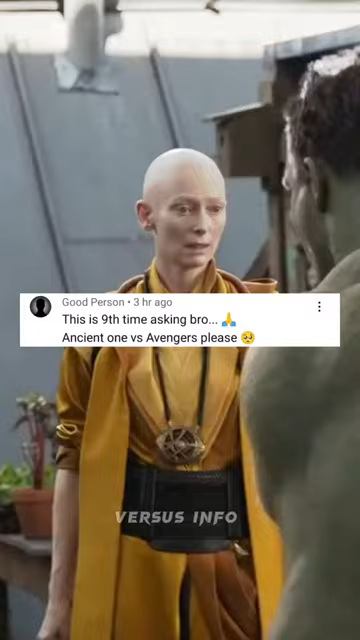 Good Person • 3 hr ago
This is 9th time asking bro... 🙏
Ancient one vs Avengers please 🥺
VERSUS INFO